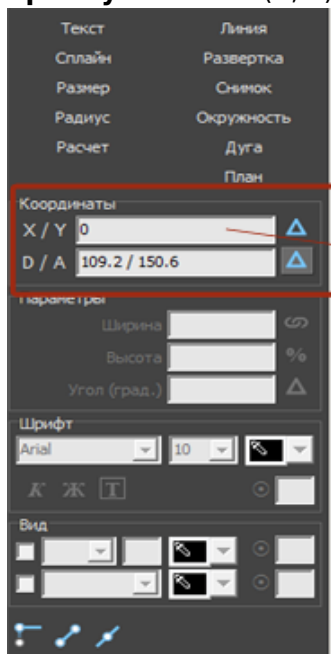 Текст Линия
Сплайн Развертка
Размер Снимок
Радиус Окружность
Расчет Дуга
План
Координаты
X / Y 0
D / A 109.2 / 150.6
Параметры
Ширина
Высота %
Угол (град.)
Шрифт
Arial 10
К Ж T
Вид